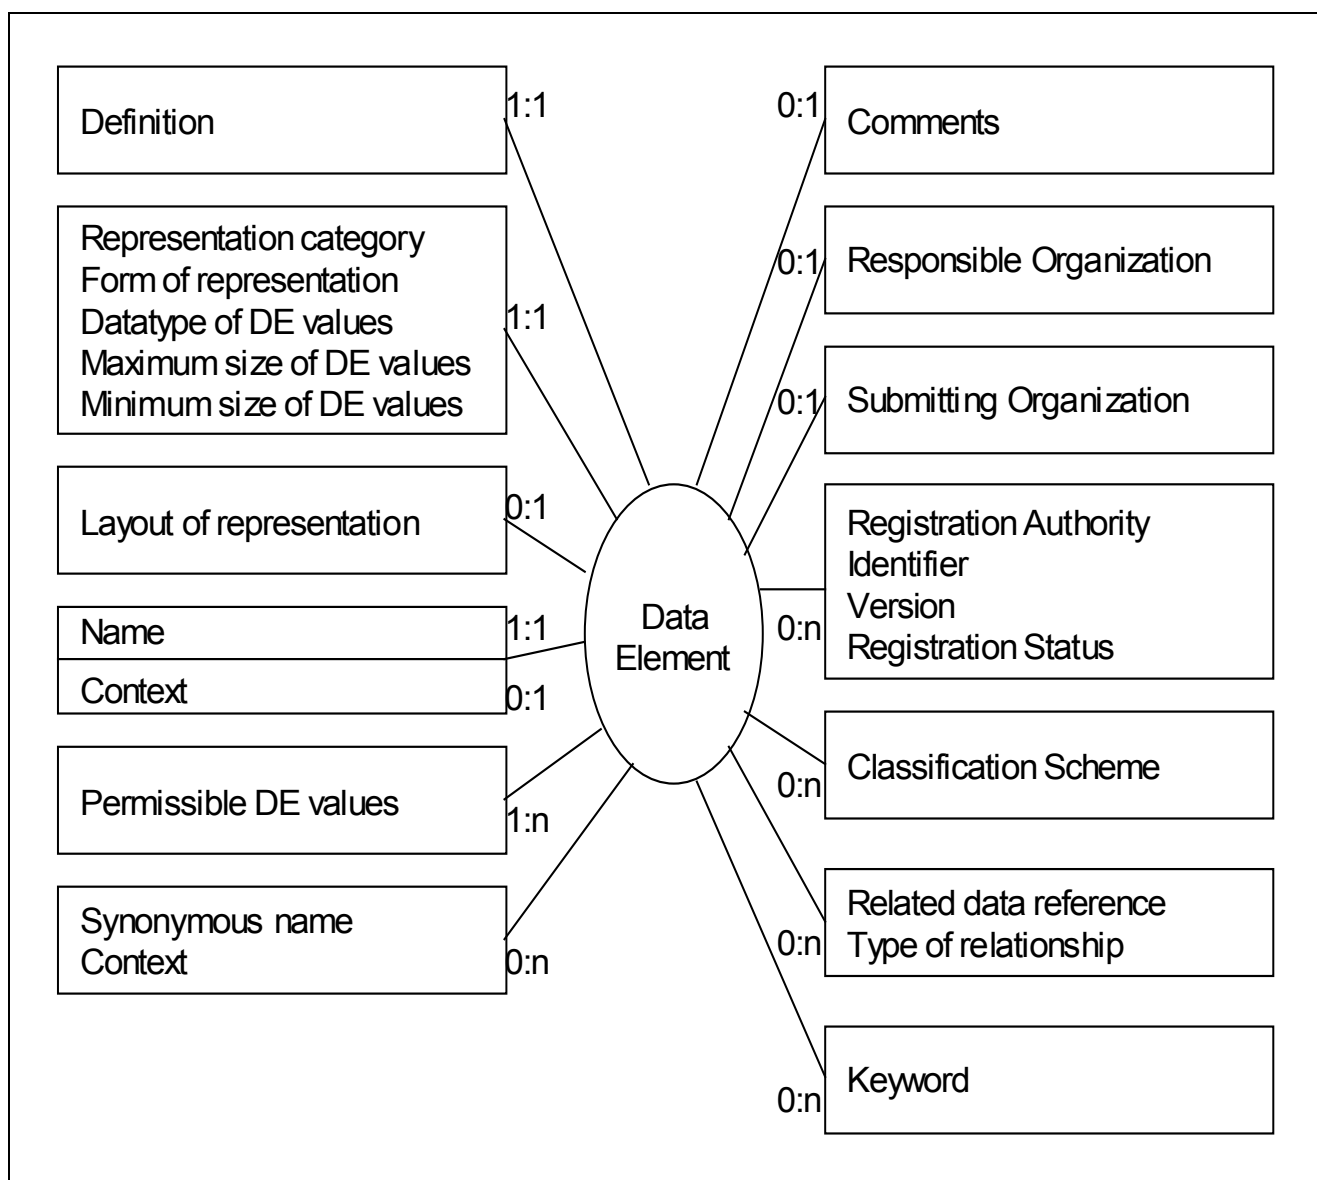 Definition
1:1
Representation category
Form of representation
Datatype of DE values
Maximum size of DE values
Minimum size of DE values
1:1
Layout of representation
0:1
Name
1:1
Context
0:1
Permissible DE values
1:n
Synonymous name
Context
0:n
Data
Element
0:1
Comments
0:1
Responsible Organization
0:1
Submitting Organization
Registration Authority
Identifier
Version
Registration Status
0:n
Classification Scheme
0:n
Related data reference
Type of relationship
0:n
Keyword
0:n